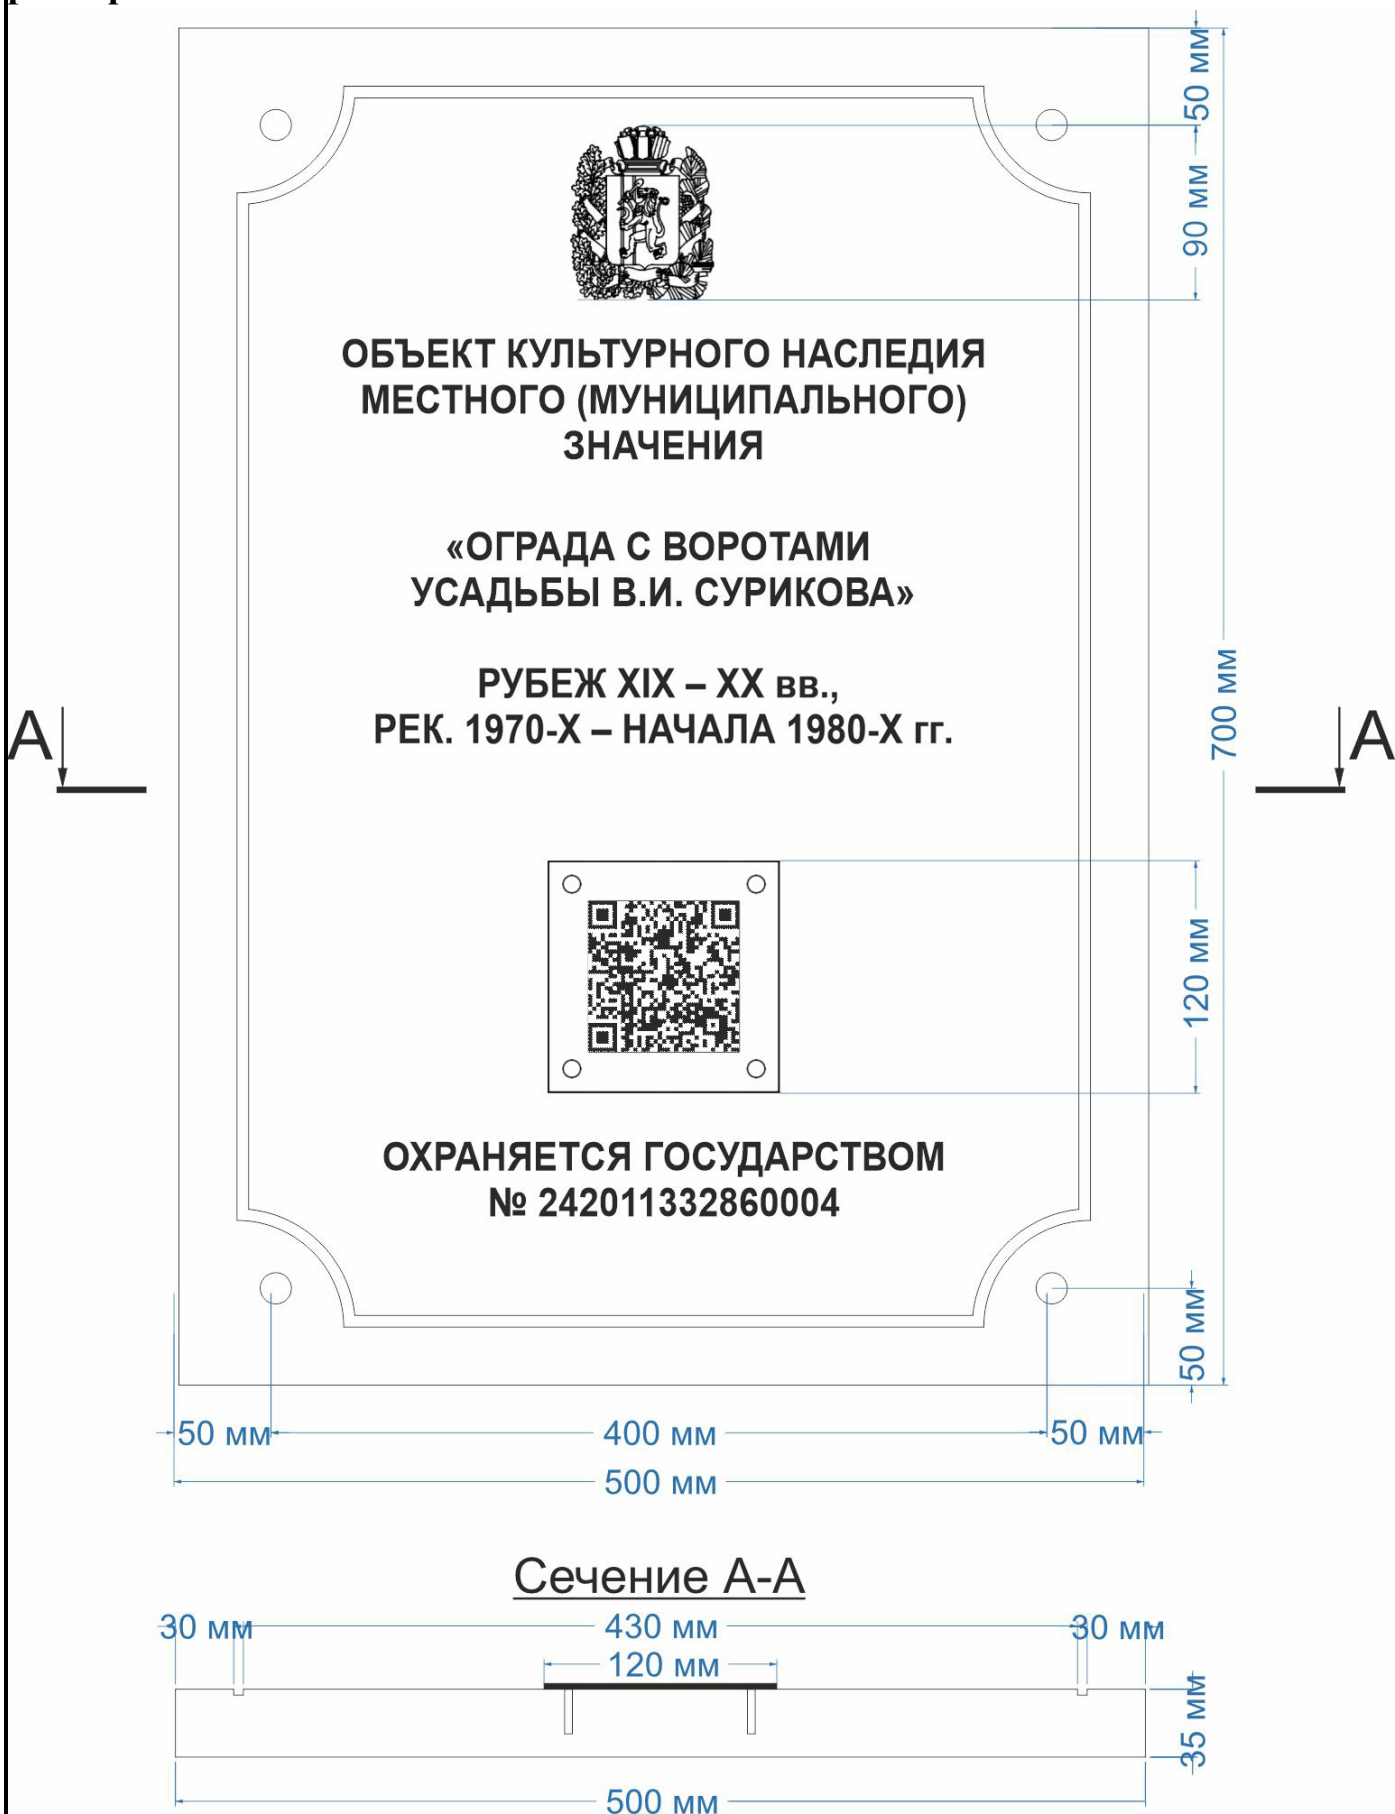 50 мм
90 мм
ОБЪЕКТ КУЛЬТУРНОГО НАСЛЕДИЯ
МЕСТНОГО (МУНИЦИПАЛЬНОГО)
ЗНАЧЕНИЯ
«ОГРАДА С ВОРОТАМИ
УСАДЬБЫ В.И. СУРИКОВА»
РУБЕЖ XIX – XX вв.,
РЕК. 1970-Х – НАЧАЛА 1980-Х гг.
А
А
700 мм
120 мм
ОХРАНЯЕТСЯ ГОСУДАРСТВОМ
№ 242011332860004
50 мм
50 мм
400 мм
50 мм
500 мм
Сечение А-А
30 мм
430 мм
30 мм
120 мм
35 мм
500 мм